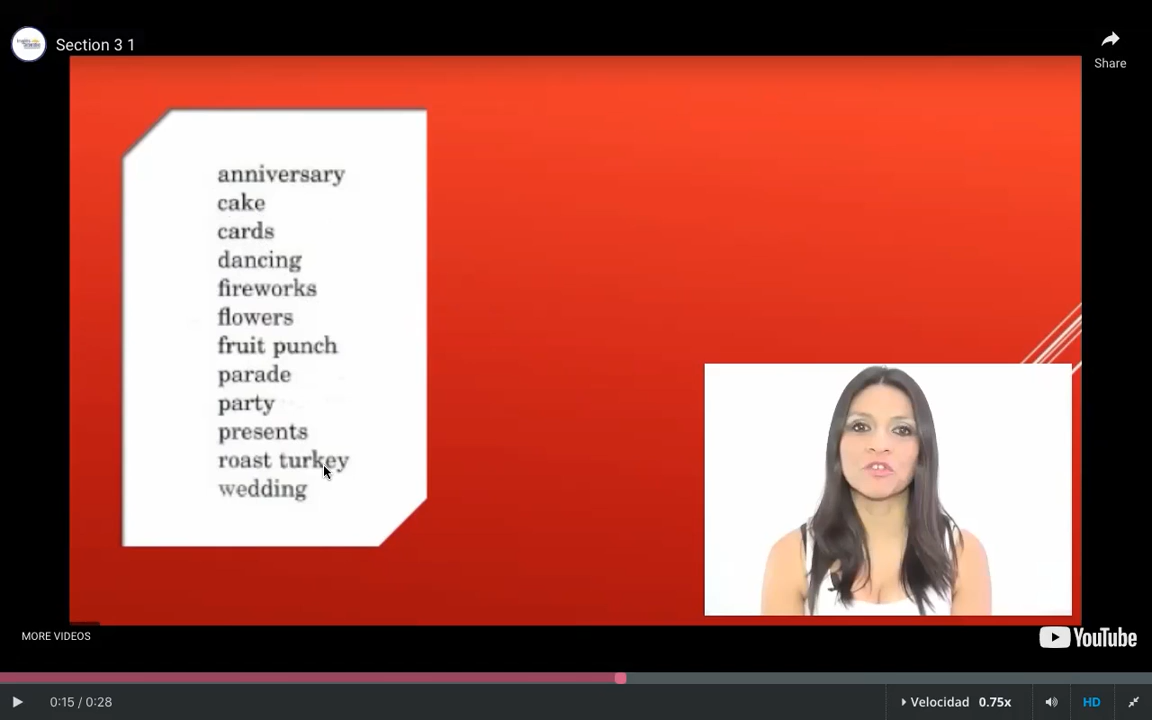 Section 3 1
Share
anniversary
cake
cards
dancing
fireworks
flowers
fruit punch
parade
party
presents
roast turkey
wedding
MORE VIDEOS
YouTube
0:15 / 0:28
Velocidad 0.75x
HD